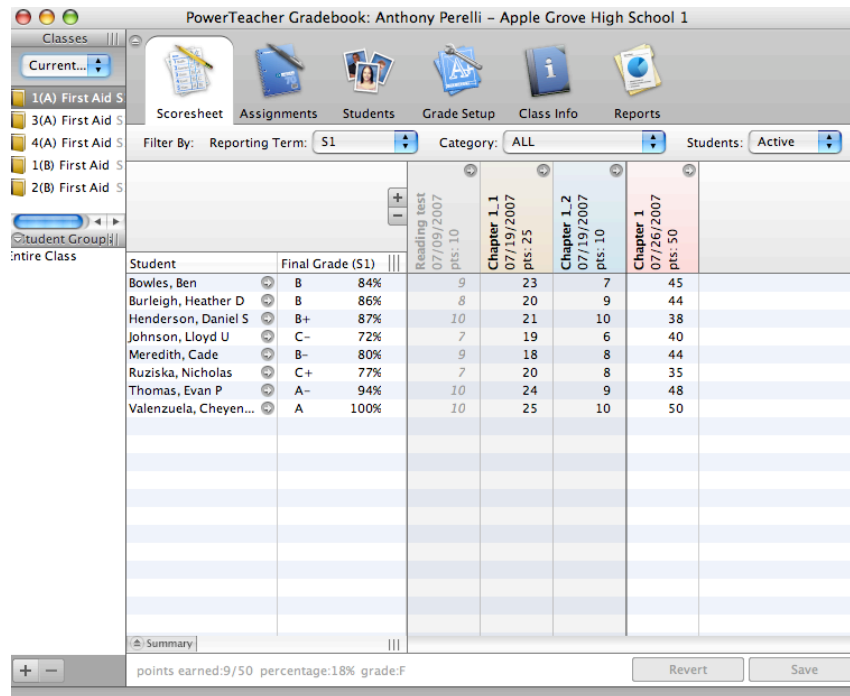 PowerTeacher Gradebook: Anthony Perelli – Apple Grove High School 1
Classes
Current...
1(A) First Aid S
3(A) First Aid S
4(A) First Aid S
1(B) First Aid S
2(B) First Aid S
Student Group
ntire Class
Scoresheet Assignments Students Grade Setup Class Info Reports
Filter By: Reporting Term: S1 Category: ALL Students: Active
+
−
Reading test
07/09/2007
pts: 10
Chapter 1_1
07/19/2007
pts: 25
Chapter 1_2
07/19/2007
pts: 10
Chapter 1
07/26/2007
pts: 50
Student Final Grade (S1)
Bowles, Ben B 84% 9 23 7 45
Burleigh, Heather D B 86% 8 20 9 44
Henderson, Daniel S B+ 87% 10 21 10 38
Johnson, Lloyd U C- 72% 7 19 6 40
Meredith, Cade B- 80% 9 18 8 44
Ruziska, Nicholas C+ 77% 7 20 8 35
Thomas, Evan P A- 94% 10 24 9 48
Valenzuela, Cheyen... A 100% 10 25 10 50
Summary
+ − points earned:9/50 percentage:18% grade:F Revert Save